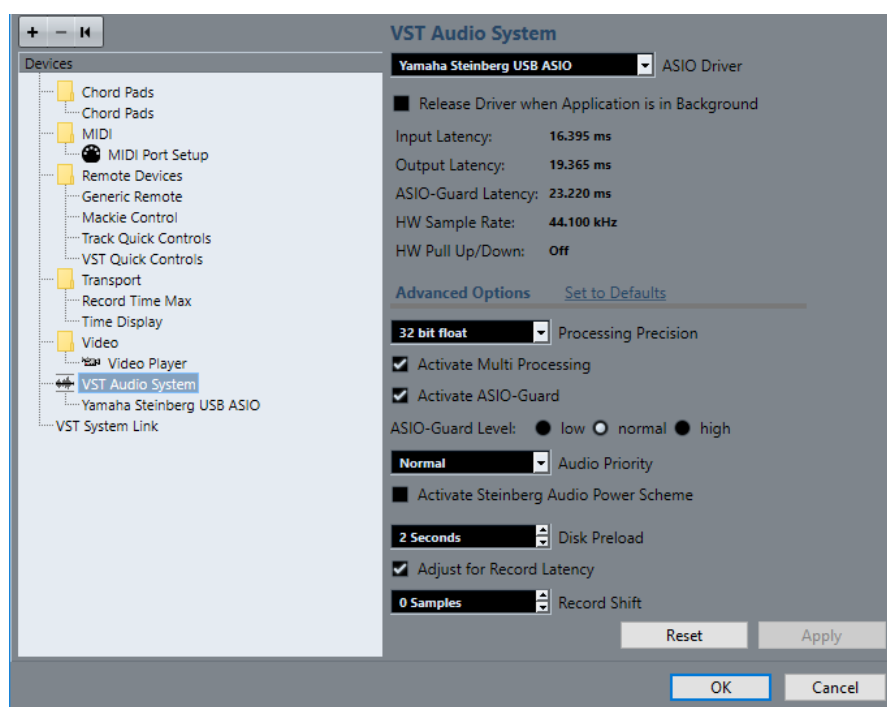 VST Audio System
Devices
Chord Pads
Chord Pads
MIDI
MIDI Port Setup
Remote Devices
Generic Remote
Mackie Control
Track Quick Controls
VST Quick Controls
Transport
Record Time Max
Time Display
Video
Video Player
VST Audio System
Yamaha Steinberg USB ASIO
VST System Link
Yamaha Steinberg USB ASIO ASIO Driver
Release Driver when Application is in Background
Input Latency: 16.395 ms
Output Latency: 19.365 ms
ASIO-Guard Latency: 23.220 ms
HW Sample Rate: 44.100 kHz
HW Pull Up/Down: Off
Advanced Options Set to Defaults
32 bit float Processing Precision
Activate Multi Processing
Activate ASIO-Guard
ASIO-Guard Level: low normal high
Normal Audio Priority
Activate Steinberg Audio Power Scheme
2 Seconds Disk Preload
Adjust for Record Latency
0 Samples Record Shift
Reset Apply
OK Cancel